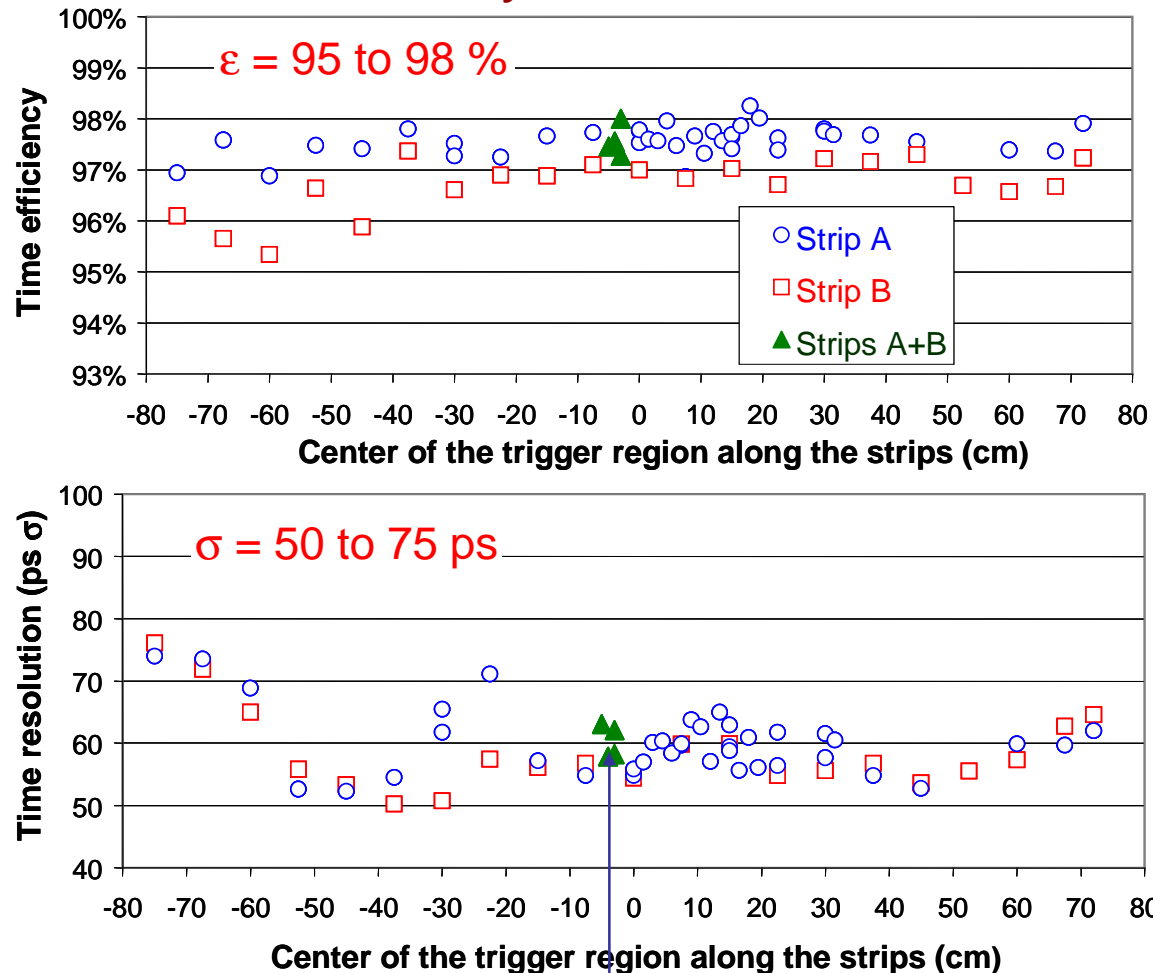 100%
99%
98%
97%
96%
95%
94%
93%
Time efficiency
ε = 95 to 98 %
Strip A
Strip B
Strips A+B
-80 -70 -60 -50 -40 -30 -20 -10 0 10 20 30 40 50 60 70 80
Center of the trigger region along the strips (cm)
100
90
80
70
60
50
40
Time resolution (ps σ)
σ = 50 to 75 ps
-80 -70 -60 -50 -40 -30 -20 -10 0 10 20 30 40 50 60 70
Center of the trigger region along the strips (cm)